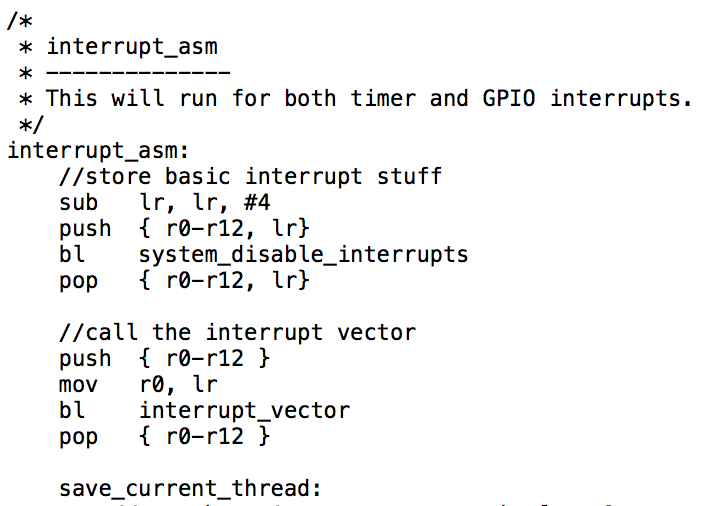 /*
 * interrupt_asm
 * --------------
 * This will run for both timer and GPIO interrupts.
 */
interrupt_asm:
    //store basic interrupt stuff
    sub   lr, lr, #4
    push  { r0-r12, lr}
    bl    system_disable_interrupts
    pop   { r0-r12, lr}

    //call the interrupt vector
    push  { r0-r12 }
    mov   r0, lr
    bl    interrupt_vector
    pop   { r0-r12 }

    save_current_thread: